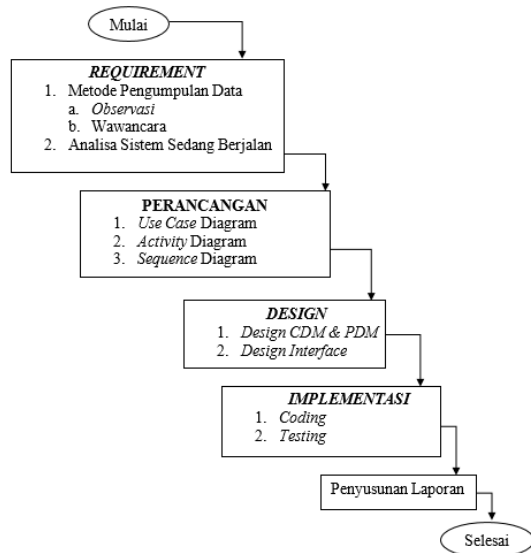 Mulai
REQUIREMENT
1. Metode Pengumpulan Data
a. Observasi
b. Wawancara
2. Analisa Sistem Sedang Berjalan
PERANCANGAN
1. Use Case Diagram
2. Activity Diagram
3. Sequence Diagram
DESIGN
1. Design CDM & PDM
2. Design Interface
IMPLEMENTASI
1. Coding
2. Testing
Penyusunan Laporan
Selesai